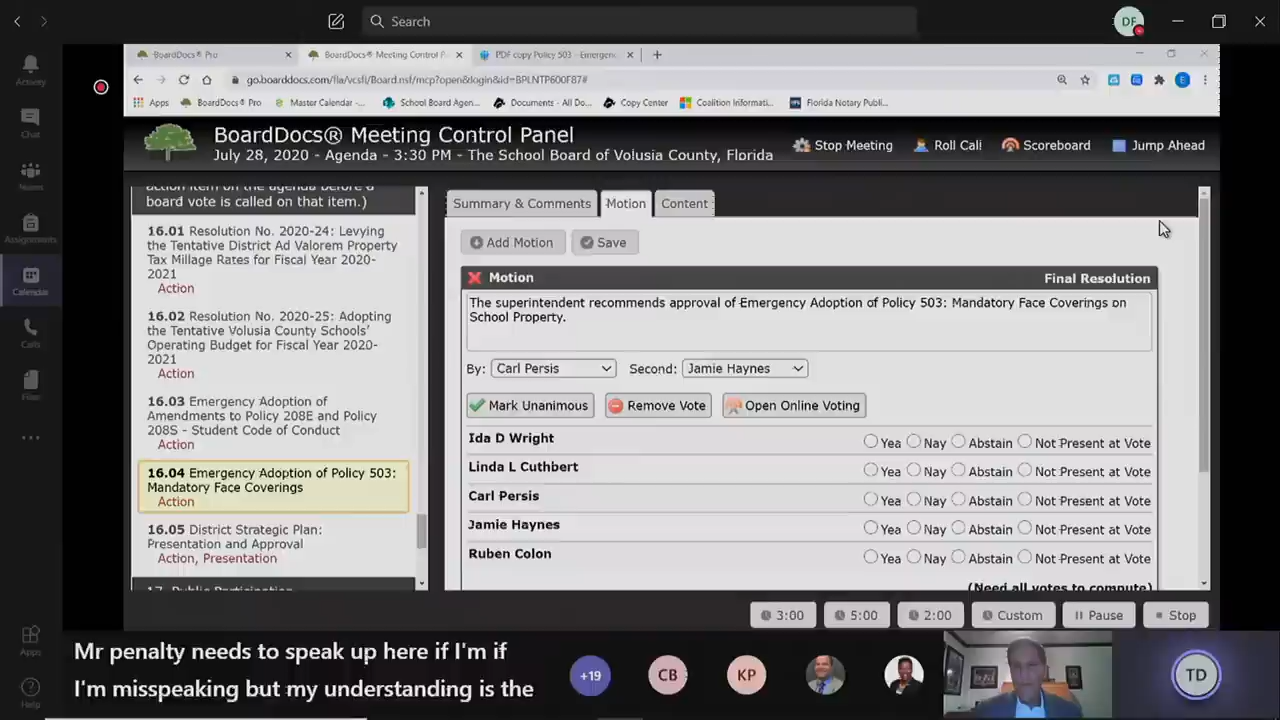 Search
DF
BoardDocs® Pro
BoardDocs® Meeting Control Pa
PDF copy Policy 503 - Emergenc
go.boarddocs.com/fla/vcsfl/Board.nsf/mcp?open&login&id=BPLNTP600F87#
E
Apps
BoardDocs® Pro
Master Calendar -...
School Board Agen...
Documents - All Do...
Copy Center
Coalition Informati...
Florida Notary Publi...
Activity
Chat
Teams
Assignments
Calendar
Calls
Files
Apps
Help
BoardDocs® Meeting Control Panel
July 28, 2020 - Agenda - 3:30 PM - The School Board of Volusia County, Florida
Stop Meeting
Roll Call
Scoreboard
Jump Ahead
action item on the agenda before a
board vote is called on that item.)
16.01 Resolution No. 2020-24: Levying
the Tentative District Ad Valorem Property
Tax Millage Rates for Fiscal Year 2020-
2021
Action
16.02 Resolution No. 2020-25: Adopting
the Tentative Volusia County Schools'
Operating Budget for Fiscal Year 2020-
2021
Action
16.03 Emergency Adoption of
Amendments to Policy 208E and Policy
208S - Student Code of Conduct
Action
16.04 Emergency Adoption of Policy 503:
Mandatory Face Coverings
Action
16.05 District Strategic Plan:
Presentation and Approval
Action, Presentation
17. Public Participation
Summary & Comments
Motion
Content
Add Motion
Save
Motion
Final Resolution
The superintendent recommends approval of Emergency Adoption of Policy 503: Mandatory Face Coverings on
School Property.
By: Carl Persis Second: Jamie Haynes
Mark Unanimous
Remove Vote
Open Online Voting
Ida D Wright Yea Nay Abstain Not Present at Vote
Linda L Cuthbert Yea Nay Abstain Not Present at Vote
Carl Persis Yea Nay Abstain Not Present at Vote
Jamie Haynes Yea Nay Abstain Not Present at Vote
Ruben Colon Yea Nay Abstain Not Present at Vote
(Need all votes to compute)
3:00
5:00
2:00
Custom
Pause
Stop
Mr penalty needs to speak up here if I'm if
I'm misspeaking but my understanding is the
+19
CB
KP
TD